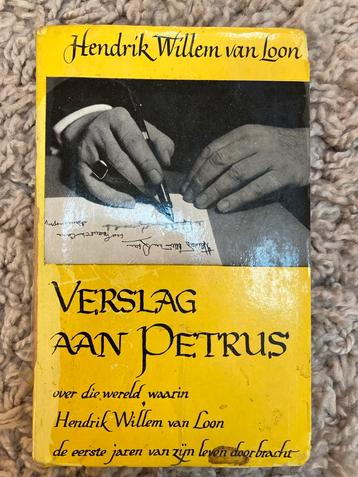 Hendrik Willem van Loon
VERSLAG
AAN PETRUS
over die wereld waarin
Hendrik Willem van Loon
de eerste jaren van zijn leven doorbracht